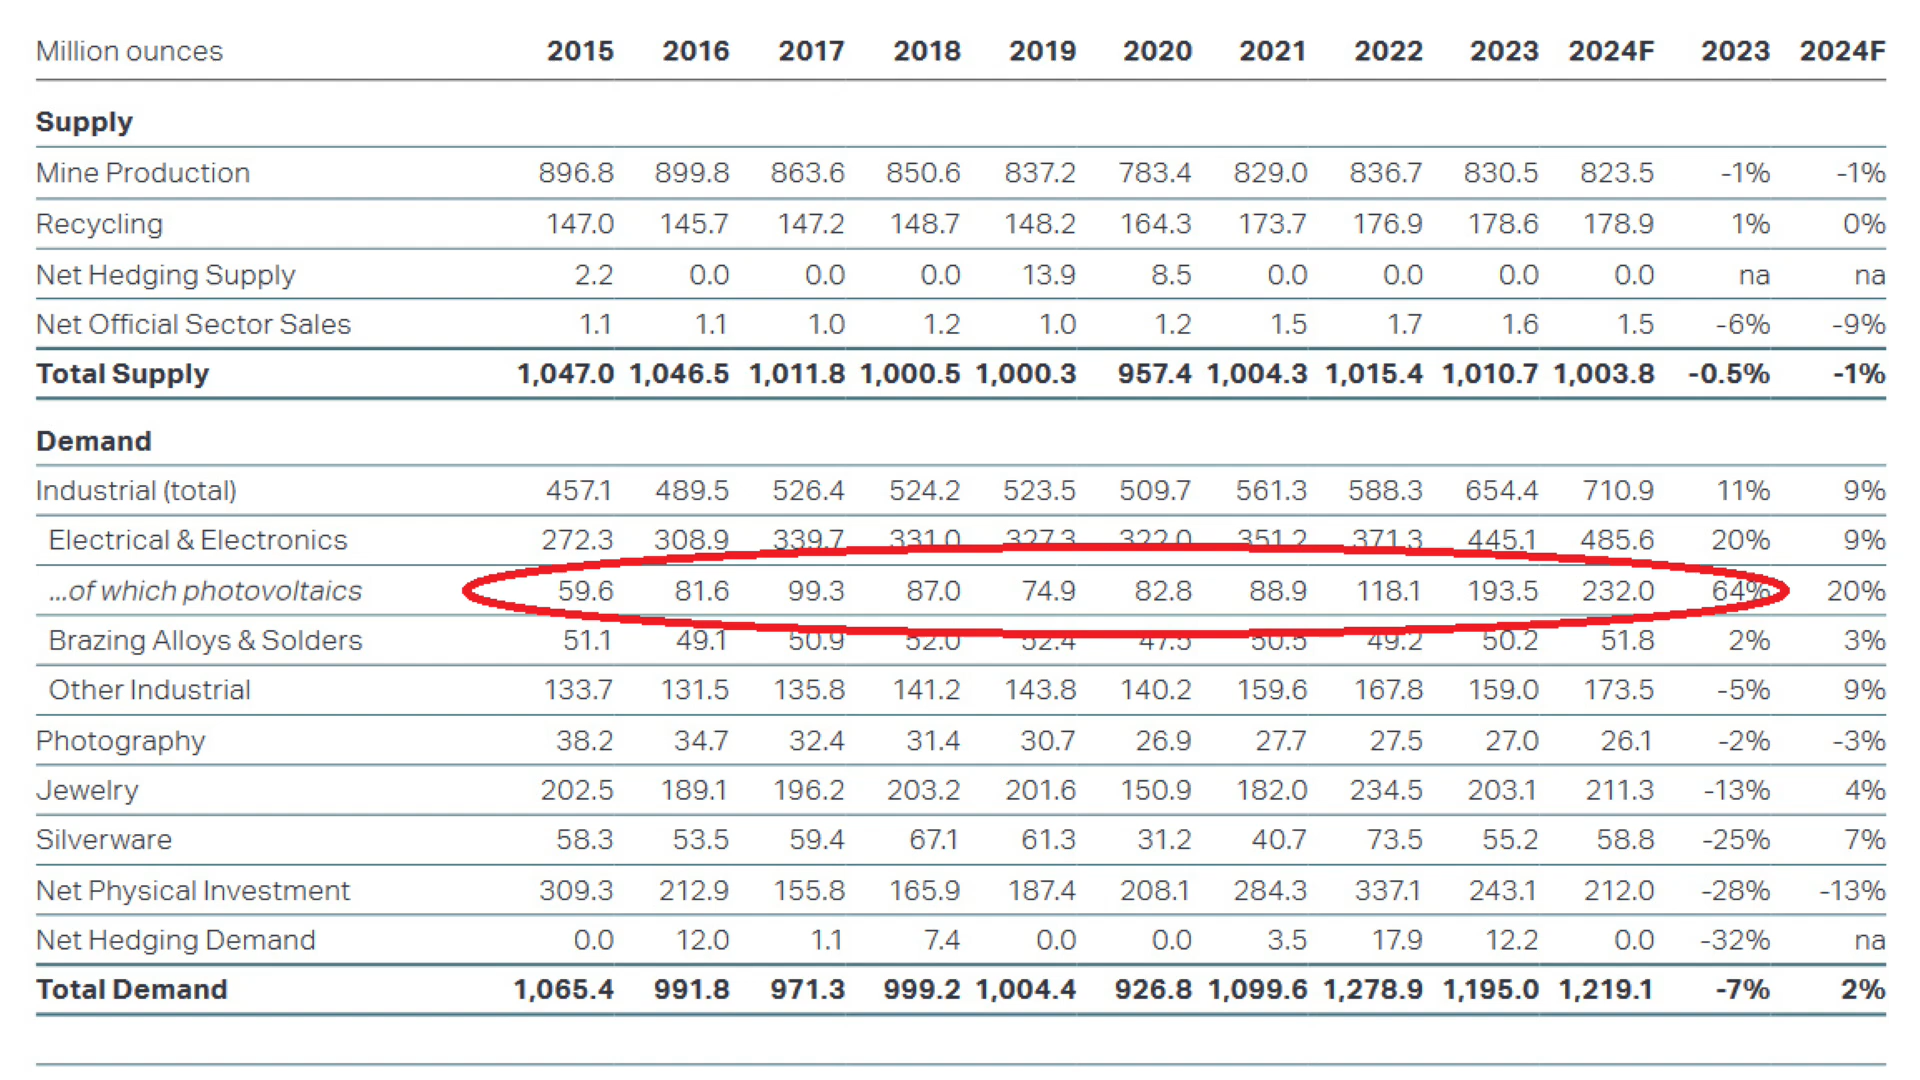 Million ounces 2015 2016 2017 2018 2019 2020 2021 2022 2023 2024F 2023 2024F
Supply
Mine Production 896.8 899.8 863.6 850.6 837.2 783.4 829.0 836.7 830.5 823.5 -1% -1%
Recycling 147.0 145.7 147.2 148.7 148.2 164.3 173.7 176.9 178.6 178.9 1% 0%
Net Hedging Supply 2.2 0.0 0.0 0.0 13.9 8.5 0.0 0.0 0.0 0.0 na na
Net Official Sector Sales 1.1 1.1 1.0 1.2 1.0 1.2 1.5 1.7 1.6 1.5 -6% -9%
Total Supply 1,047.0 1,046.5 1,011.8 1,000.5 1,000.3 957.4 1,004.3 1,015.4 1,010.7 1,003.8 -0.5% -1%
Demand
Industrial (total) 457.1 489.5 526.4 524.2 523.5 509.7 561.3 588.3 654.4 710.9 11% 9%
Electrical & Electronics 272.3 308.9 339.7 331.0 327.3 322.0 351.2 371.3 445.1 485.6 20% 9%
...of which photovoltaics 59.6 81.6 99.3 87.0 74.9 82.8 88.9 118.1 193.5 232.0 64% 20%
Brazing Alloys & Solders 51.1 49.1 50.9 52.0 52.4 47.5 50.5 49.2 50.2 51.8 2% 3%
Other Industrial 133.7 131.5 135.8 141.2 143.8 140.2 159.6 167.8 159.0 173.5 -5% 9%
Photography 38.2 34.7 32.4 31.4 30.7 26.9 27.7 27.5 27.0 26.1 -2% -3%
Jewelry 202.5 189.1 196.2 203.2 201.6 150.9 182.0 234.5 203.1 211.3 -13% 4%
Silverware 58.3 53.5 59.4 67.1 61.3 31.2 40.7 73.5 55.2 58.8 -25% 7%
Net Physical Investment 309.3 212.9 155.8 165.9 187.4 208.1 284.3 337.1 243.1 212.0 -28% -13%
Net Hedging Demand 0.0 12.0 1.1 7.4 0.0 0.0 3.5 17.9 12.2 0.0 -32% na
Total Demand 1,065.4 991.8 971.3 999.2 1,004.4 926.8 1,099.6 1,278.9 1,195.0 1,219.1 -7% 2%